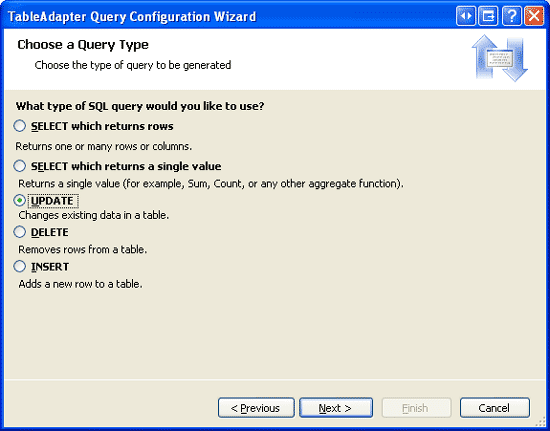 TableAdapter Query Configuration Wizard
Choose a Query Type
Choose the type of query to be generated
What type of SQL query would you like to use?
SELECT which returns rows
Returns one or many rows or columns.
SELECT which returns a single value
Returns a single value (for example, Sum, Count, or any other aggregate function).
UPDATE
Changes existing data in a table.
DELETE
Removes rows from a table.
INSERT
Adds a new row to a table.
< Previous Next > Finish Cancel